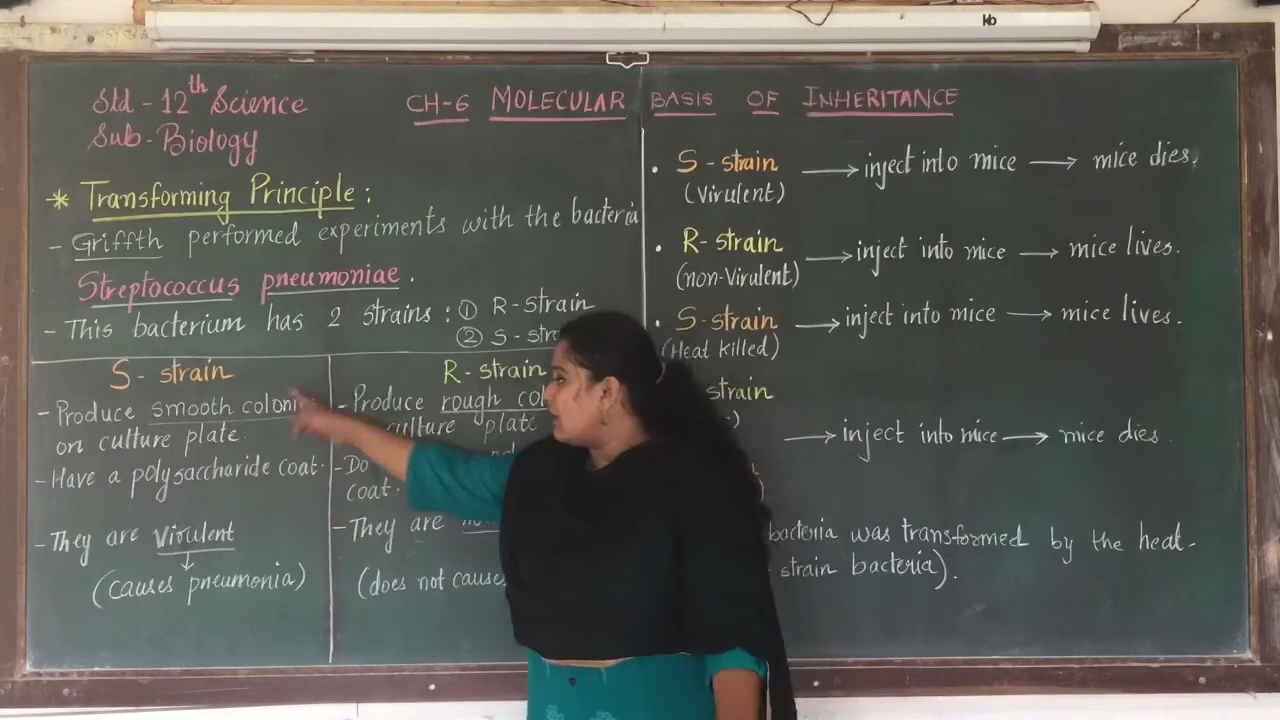 kb
Std - 12th Science
Sub - Biology
CH-6 MOLECULAR BASIS OF INHERITANCE
* Transforming Principle :
- Griffth performed experiments with the bacteria
Streptococcus pneumoniae.
- This bacterium has 2 strains : ① R-strain
② S-
S-strain
- Produce smooth
on culture plate.
- Have a polysaccharide coat.
- They are virulent
↓
(causes pneumonia)
R-strain
- Produce rough
culture plate
- Do
coat.
- They are
(does not cause
• S-strain → inject into mice → mice dies.
(Virulent)
• R-strain → inject into mice → mice lives.
(non-Virulent)
• S-strain → inject into mice → mice lives.
(Heat killed)
strain
→ inject into mice → mice dies
bacteria was transformed by the heat-
strain bacteria).